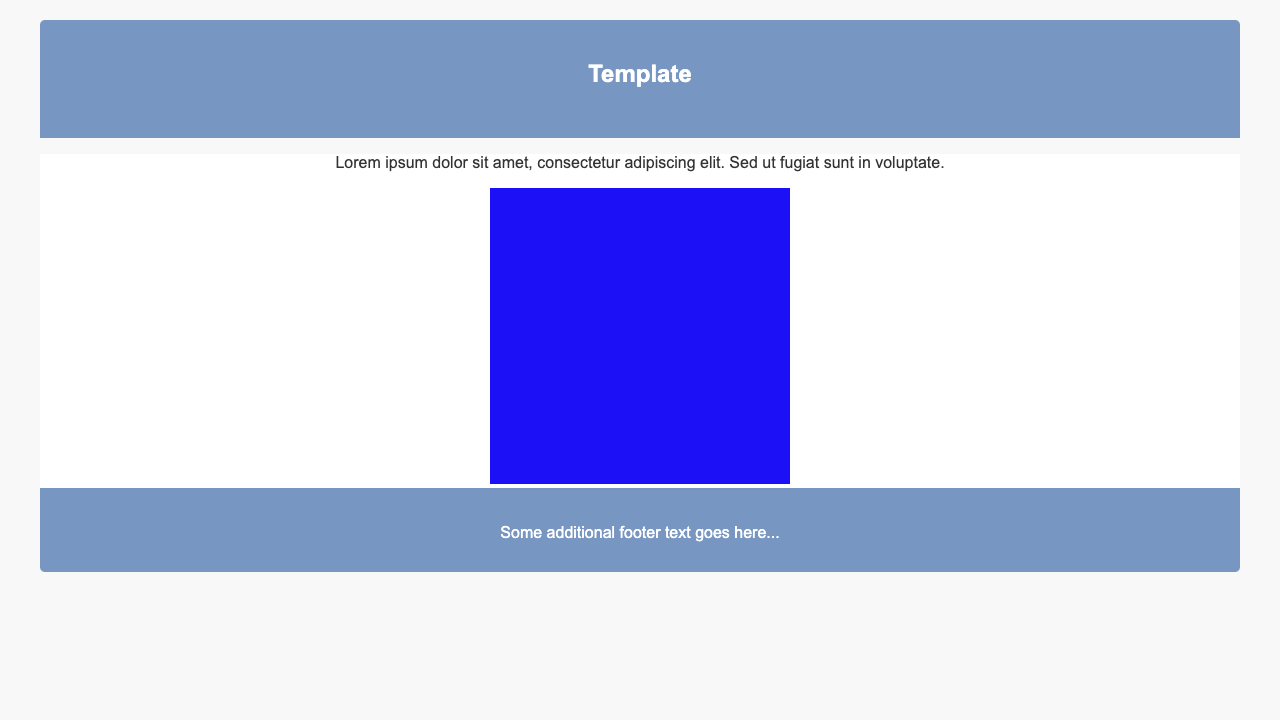 Template
Lorem ipsum dolor sit amet, consectetur adipiscing elit. Sed ut fugiat sunt in voluptate.
Some additional footer text goes here...